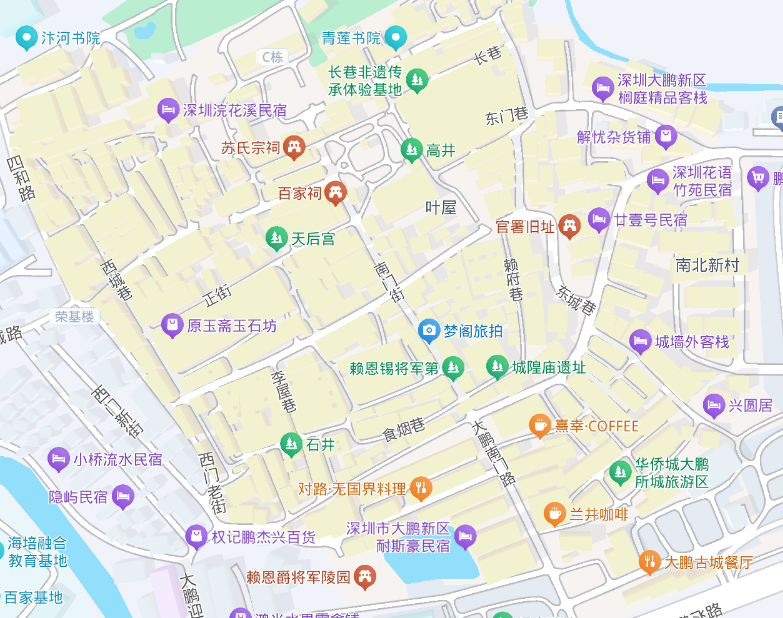 汴河书院
青莲书院
C栋
长巷
长巷非遗传
承体验基地
深圳大鹏新区
榈庭精品客栈
深圳浣花溪民宿
东门巷
解忧杂货铺
苏氏宗祠
高井
四和路
深圳花语
竹苑民宿
鹏
百家祠
叶屋
官署旧址
廿壹号民宿
天后宫
南门街
赖府巷
南北新村
西城巷
正街
东城巷
荣基楼
原玉斋玉石坊
梦阁旅拍
城墙外客栈
城路
赖恩锡将军第
城隍庙遗址
李屋巷
西门新街
兴圆居
食烟巷
大鹏南门路
熹幸·COFFEE
石井
小桥流水民宿
西门老街
华侨城大鹏
所城旅游区
隐屿民宿
对路·无国界料理
兰井咖啡
权记鹏杰兴百货
深圳市大鹏新区
耐斯豪民宿
海培融合
教育基地
大鹏古城餐厅
赖恩爵将军陵园
大鹏迎
百家基地